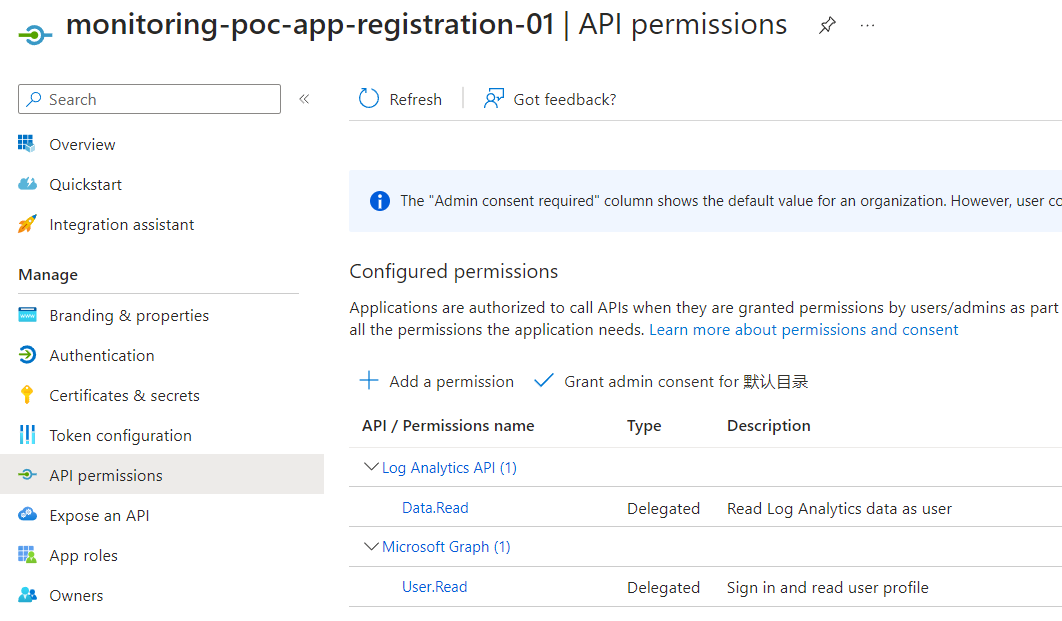 monitoring-poc-app-registration-01 | API permissions
Search
Refresh
Got feedback?
Overview
Quickstart
Integration assistant
Manage
Branding & properties
Authentication
Certificates & secrets
Token configuration
API permissions
Expose an API
App roles
Owners
The "Admin consent required" column shows the default value for an organization. However, user co
Configured permissions
Applications are authorized to call APIs when they are granted permissions by users/admins as part
all the permissions the application needs. Learn more about permissions and consent
Add a permission
Grant admin consent for 默认目录
API / Permissions name Type Description
Log Analytics API (1)
Data.Read Delegated Read Log Analytics data as user
Microsoft Graph (1)
User.Read Delegated Sign in and read user profile